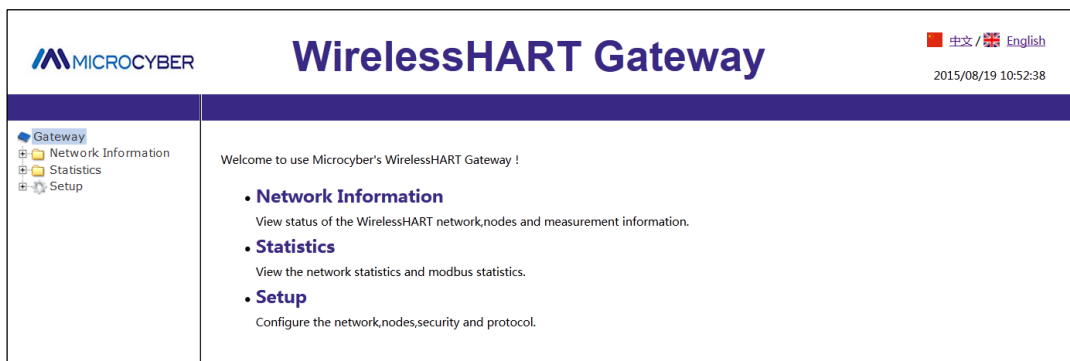 MICROCYBER
WirelessHART Gateway
中文 / English
2015/08/19 10:52:38
Gateway
Network Information
Statistics
Setup
Welcome to use Microcyber's WirelessHART Gateway !
• Network Information
View status of the WirelessHART network,nodes and measurement information.
• Statistics
View the network statistics and modbus statistics.
• Setup
Configure the network,nodes,security and protocol.